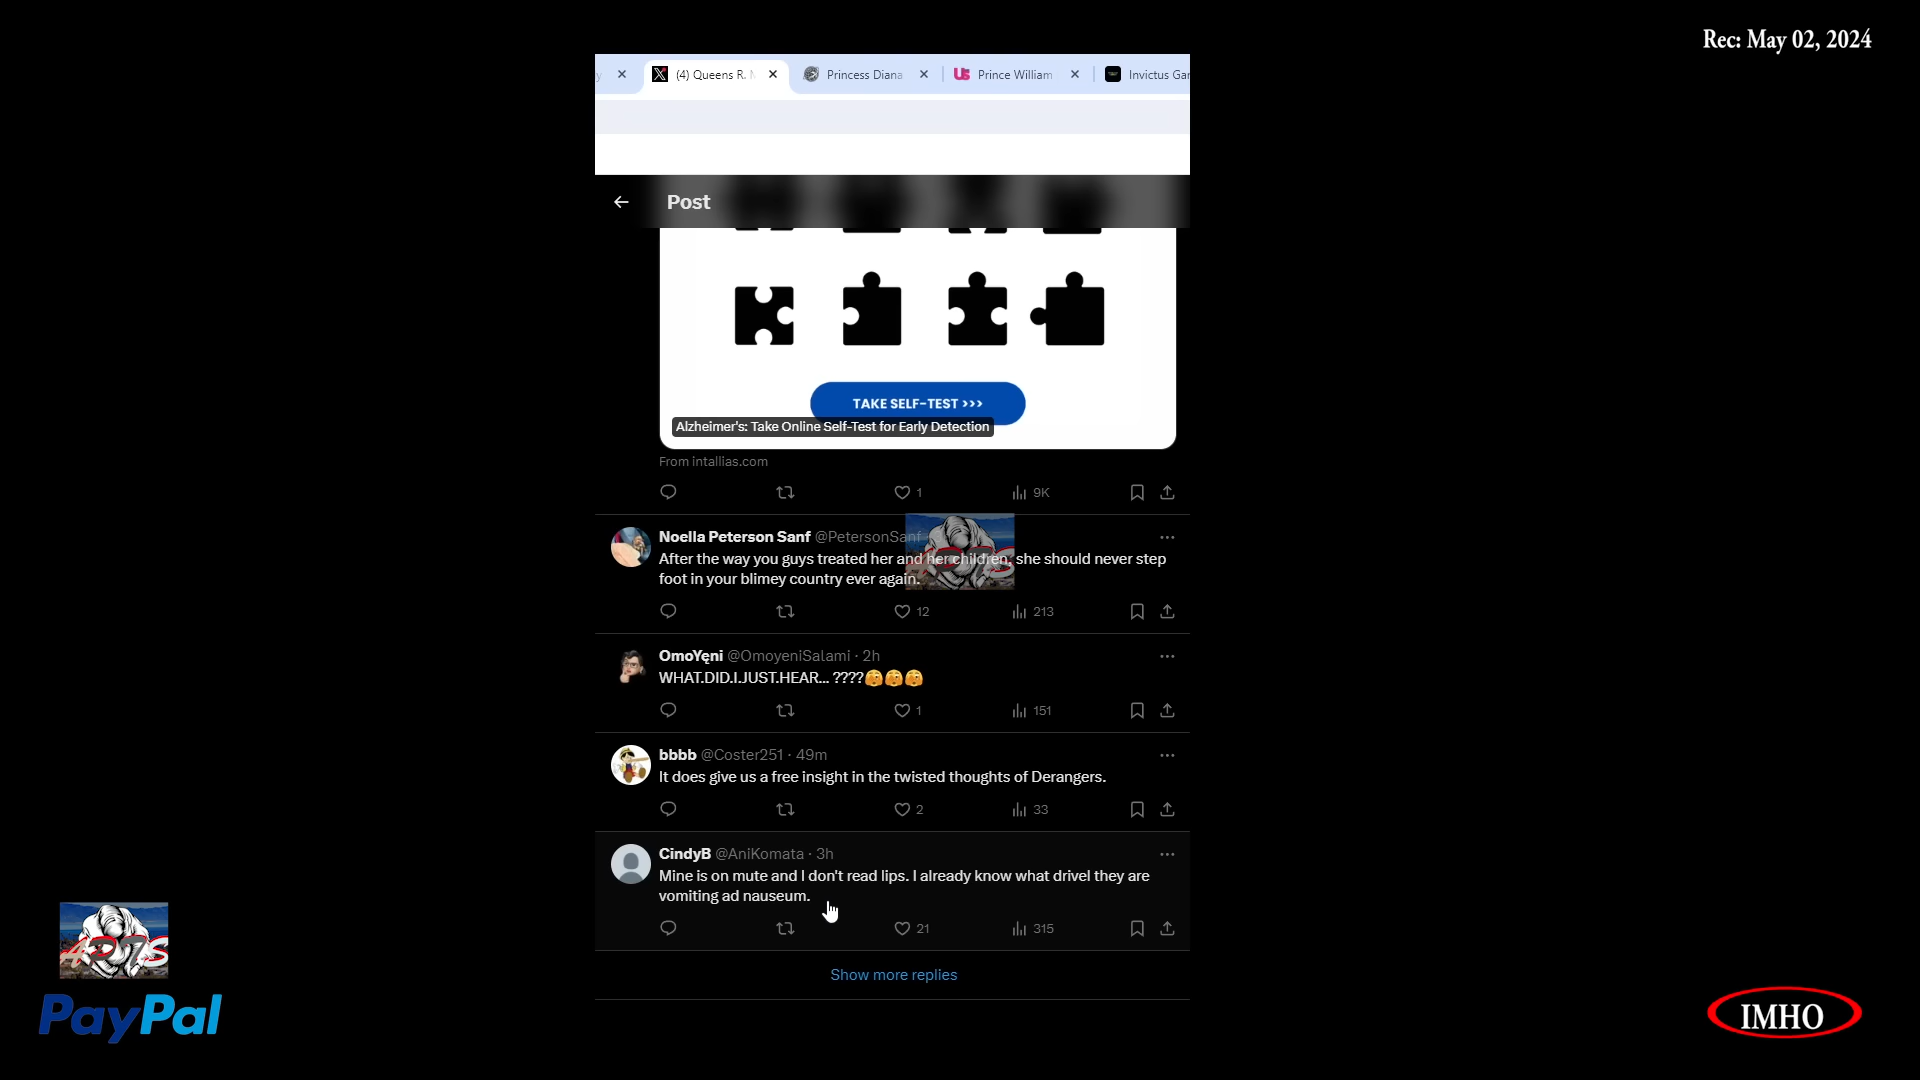 Rec: May 02, 2024
(4) Queens R.
Princess Diana
Prince William
Invictus Gar
Post
TAKE SELF-TEST >>>
Alzheimer's: Take Online Self-Test for Early Detection
From intallias.com
1
9K
Noella Peterson Sanf @PetersonSanf
After the way you guys treated her and her children, she should never step
foot in your blimey country ever again.
12
213
OmoYęni @OmoyeniSalami · 2h
WHAT.DID.I.JUST.HEAR... ????
1
151
bbbb @Coster251 · 49m
It does give us a free insight in the twisted thoughts of Derangers.
2
33
CindyB @AniKomata · 3h
Mine is on mute and I don't read lips. I already know what drivel they are
vomiting ad nauseum.
21
315
Show more replies
PayPal
IMHO